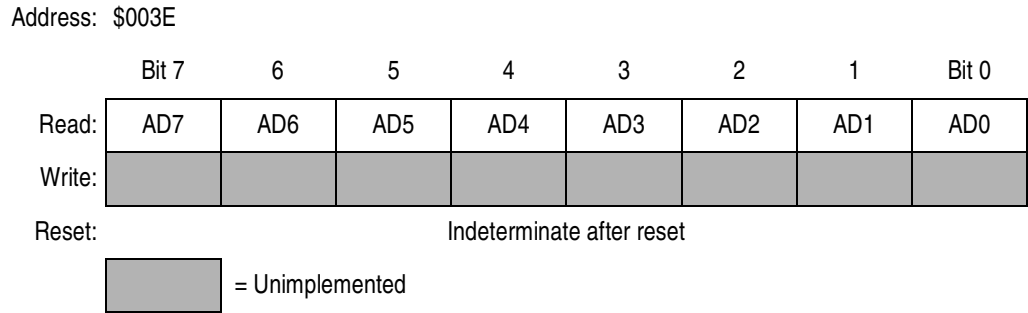 Address: $003E
Bit 7 6 5 4 3 2 1 Bit 0
Read: AD7 AD6 AD5 AD4 AD3 AD2 AD1 AD0
Write:
Reset: Indeterminate after reset
= Unimplemented